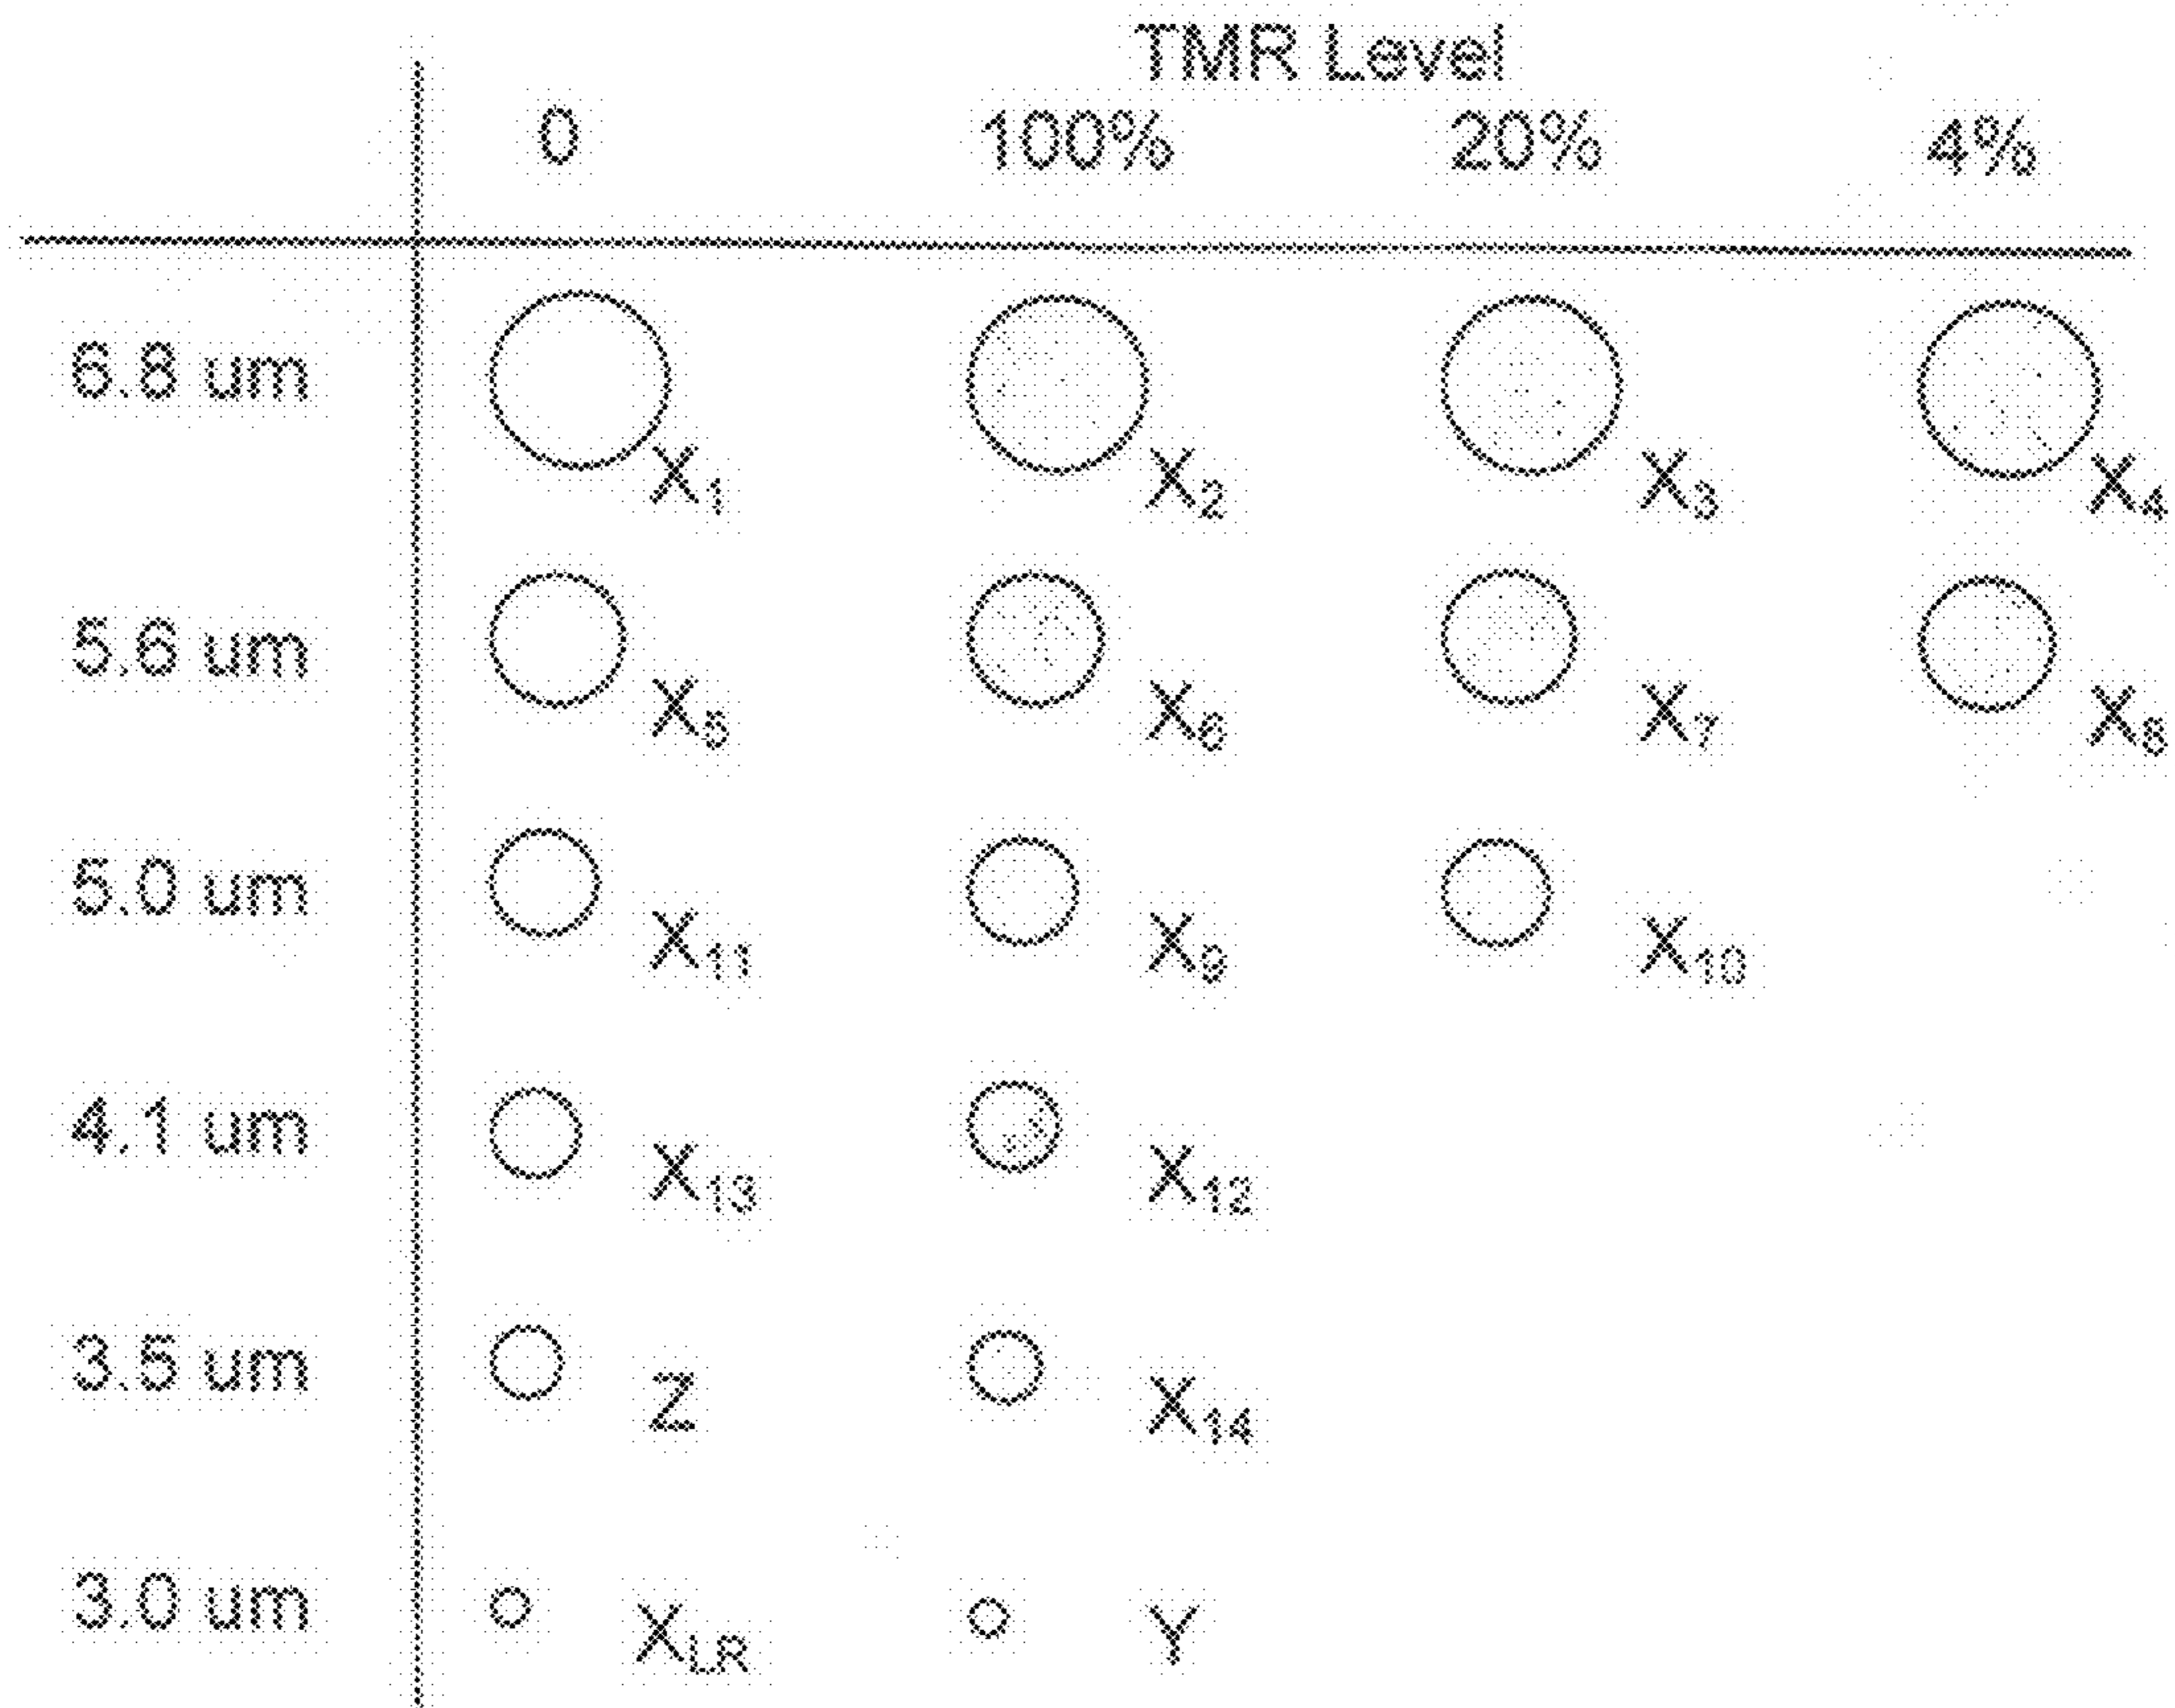 TMR Level
0 100% 20% 4%
6.8 um X₁ X₂ X₃ X₄
5.6 um X₅ X₆ X₇ X₈
5.0 um X₁₁ X₉ X₁₀
4.1 um X₁₃ X₁₂
3.5 um Z X₁₄
3.0 um X_LR Y